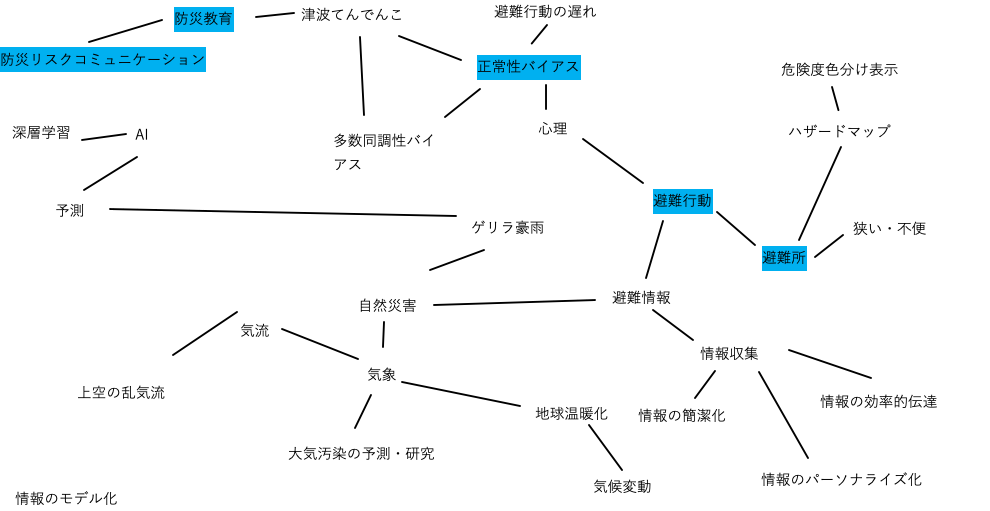 避難行動の遅れ
津波てんでんこ
防災教育
防災リスクコミュニケーション
正常性バイアス
危険度色分け表示
心理
ハザードマップ
深層学習
AI
多数同調性バイ
アス
避難行動
予測
ゲリラ豪雨
狭い・不便
避難所
避難情報
自然災害
気流
情報収集
気象
上空の乱気流
情報の効率的伝達
地球温暖化
情報の簡潔化
大気汚染の予測・研究
情報のパーソナライズ化
気候変動
情報のモデル化